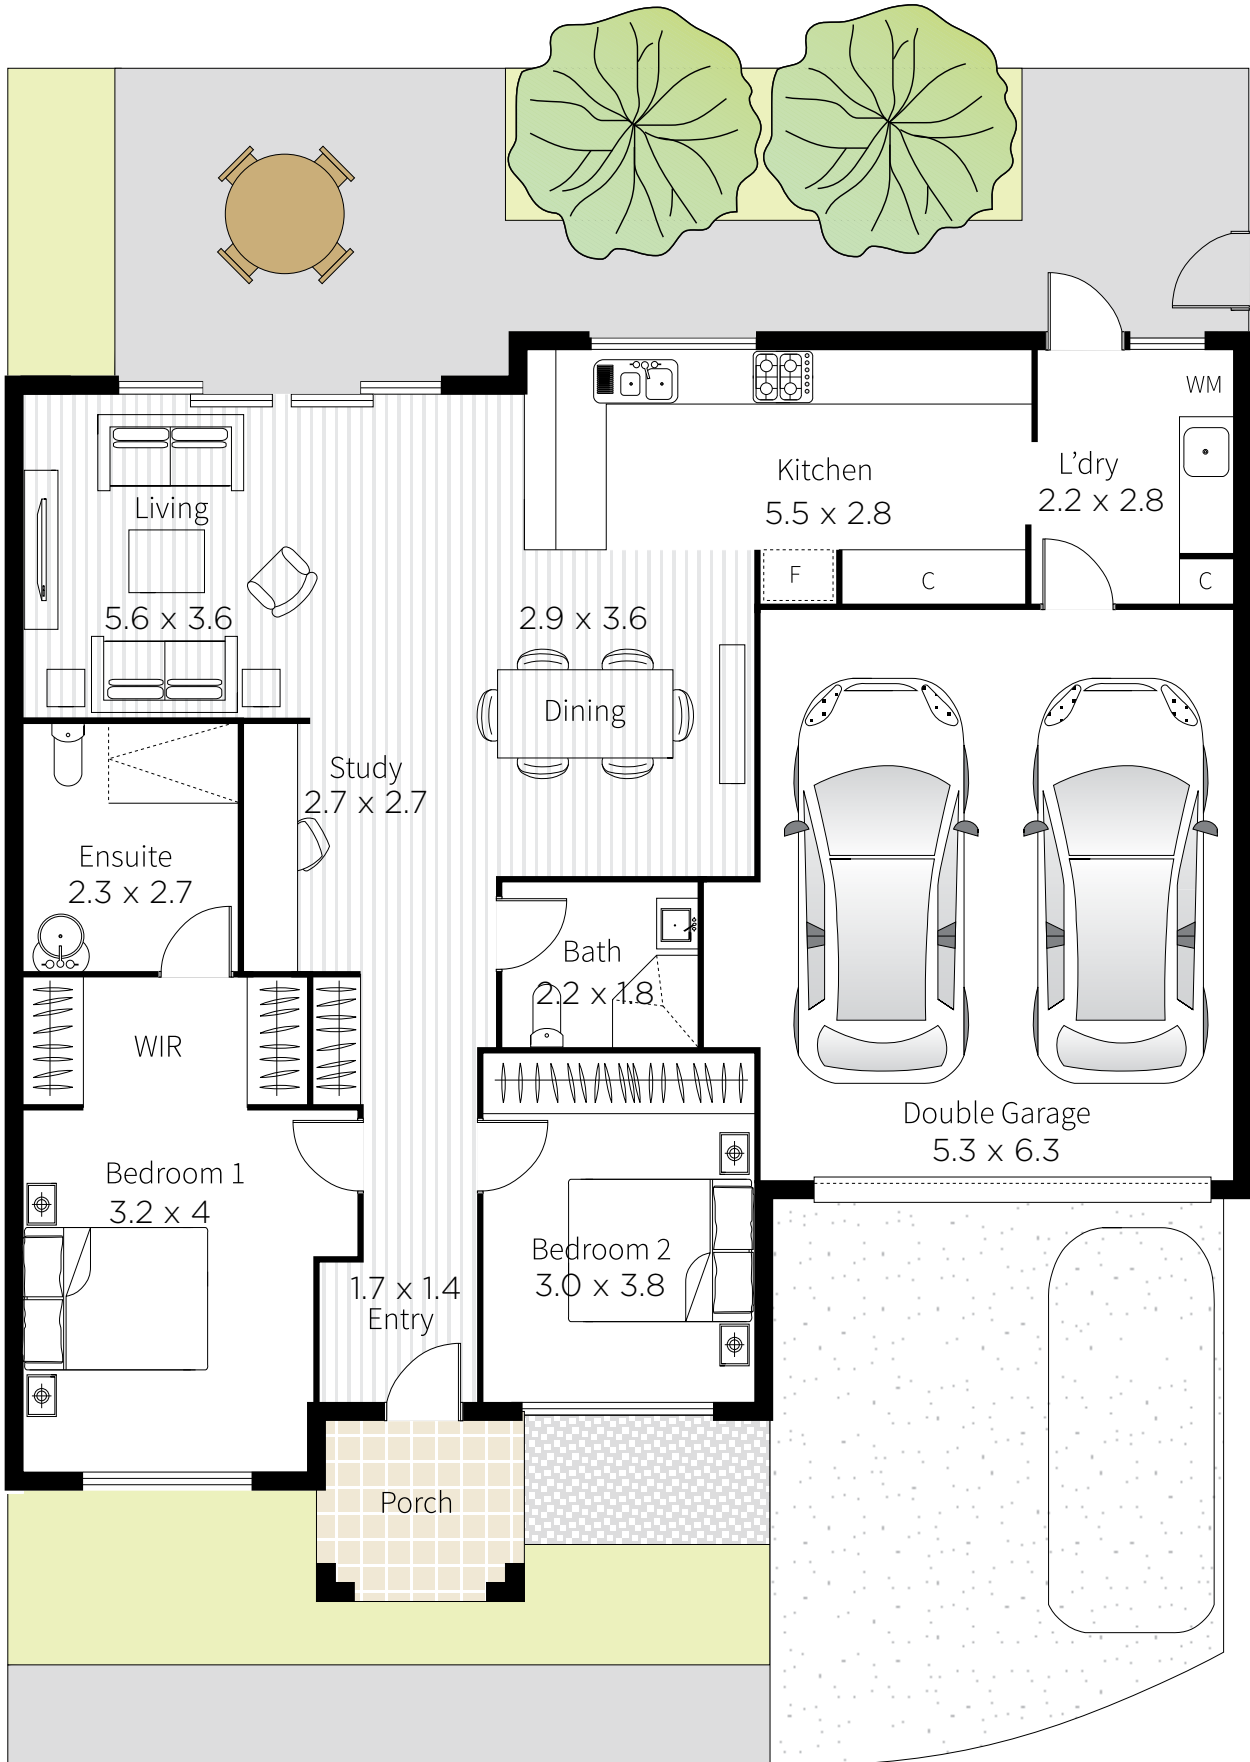 WM
Kitchen
5.5 x 2.8
L’dry
2.2 x 2.8
Living
5.6 x 3.6
F
C
C
2.9 x 3.6
Dining
Study
2.7 x 2.7
Ensuite
2.3 x 2.7
Bath
2.2 x 1.8
WIR
Double Garage
5.3 x 6.3
Bedroom 1
3.2 x 4
Bedroom 2
3.0 x 3.8
1.7 x 1.4
Entry
Porch